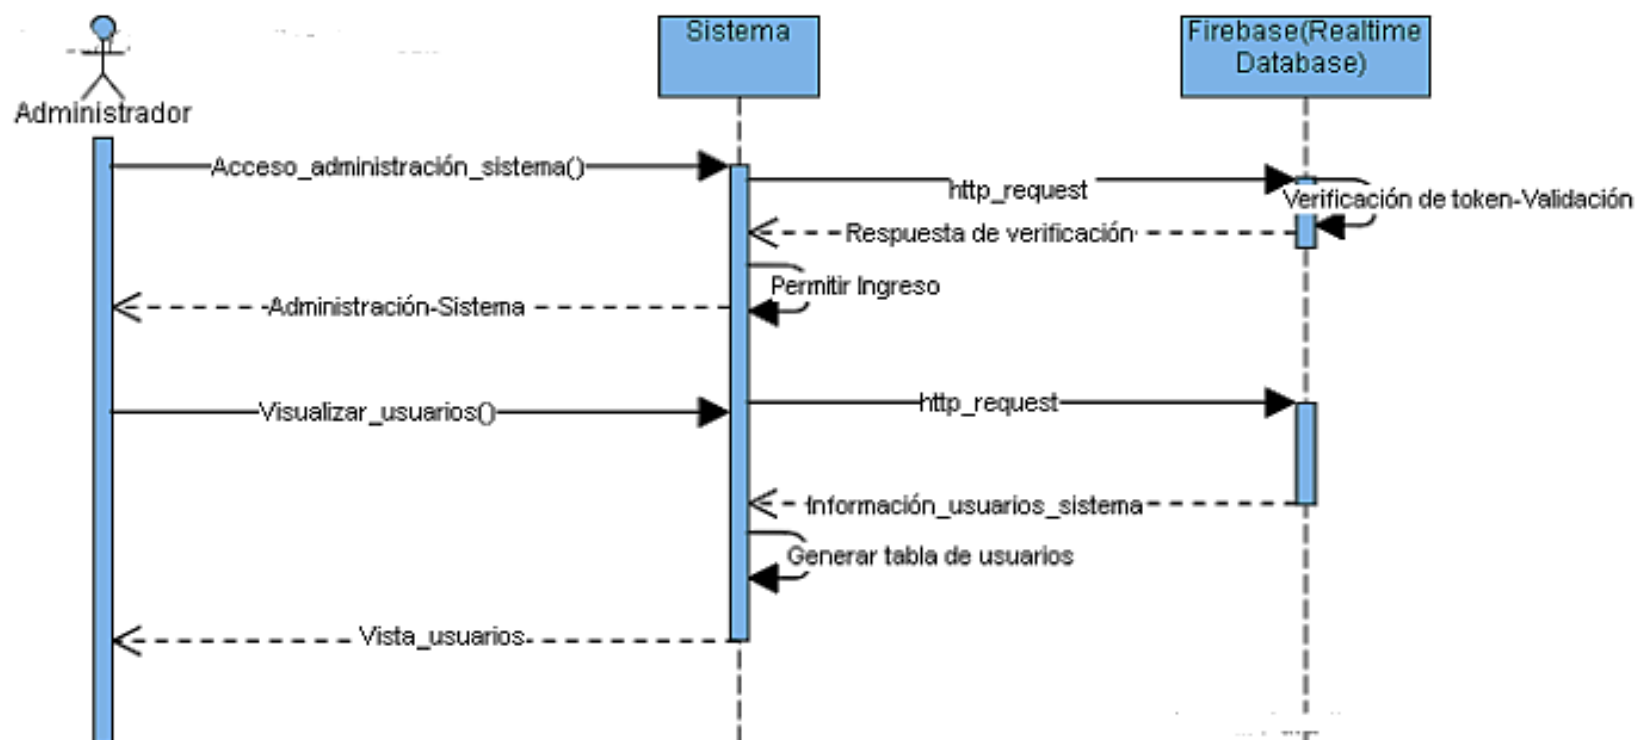 Sistema
Firebase(Realtime
Database)
Administrador
Acceso_administración_sistema()
http_request
Verificación de token-Validación
Respuesta de verificación
Permitir Ingreso
Administración-Sistema
Visualizar_usuarios()
http_request
Información_usuarios_sistema
Generar tabla de usuarios
Vista_usuarios